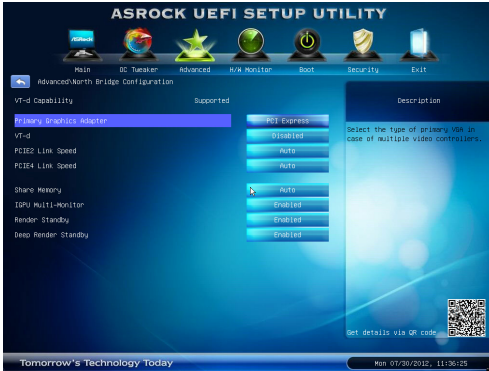 ASROCK UEFI SETUP UTILITY
ASRock
Main
OC Tweaker
Advanced
H/W Monitor
Boot
Security
Exit
Advanced\North Bridge Configuration
VT-d Capability Supported
Description
Primary Graphics Adapter PCI Express
Select the type of primary VGA in
case of multiple video controllers.
VT-d Disabled
PCIE2 Link Speed Auto
PCIE4 Link Speed Auto
Share Memory Auto
IGPU Multi-Monitor Enabled
Render Standby Enabled
Deep Render Standby Enabled
Get details via QR code
Tomorrow's Technology Today
Mon 07/30/2012, 11:36:25